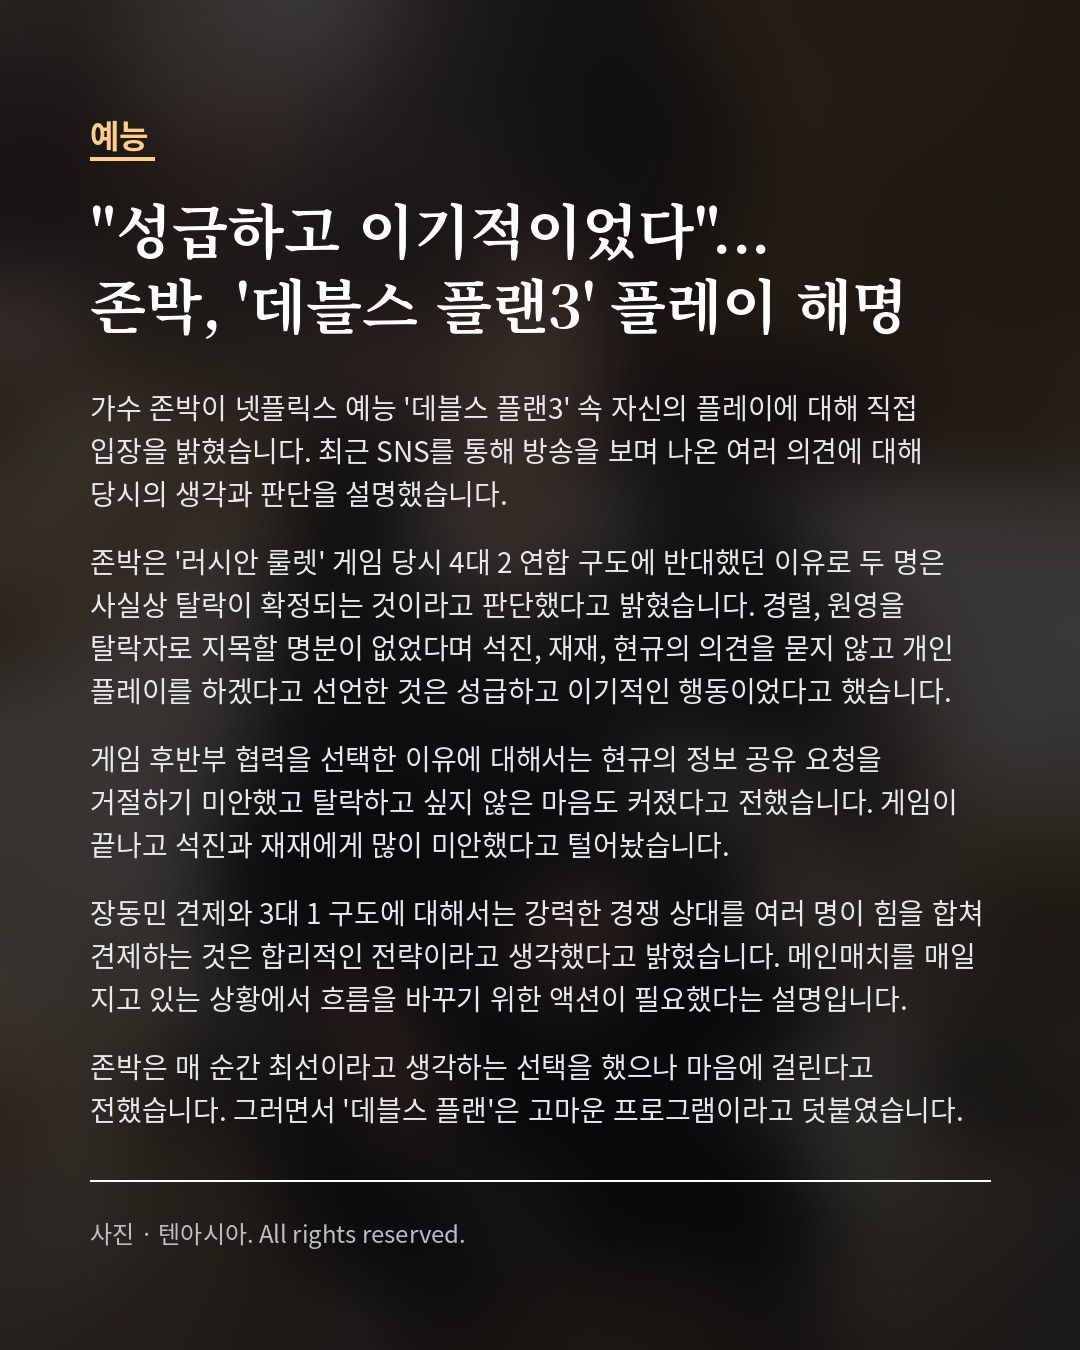 예능
"성급하고 이기적이었다"...
존박, '데블스 플랜3' 플레이 해명
가수 존박이 넷플릭스 예능 '데블스 플랜3' 속 자신의 플레이에 대해 직접
입장을 밝혔습니다. 최근 SNS를 통해 방송을 보며 나온 여러 의견에 대해
당시의 생각과 판단을 설명했습니다.
존박은 '러시안 룰렛' 게임 당시 4대 2 연합 구도에 반대했던 이유로 두 명은
사실상 탈락이 확정되는 것이라고 판단했다고 밝혔습니다. 경렬, 원영을
탈락자로 지목할 명분이 없었다며 석진, 재재, 현규의 의견을 묻지 않고 개인
플레이를 하겠다고 선언한 것은 성급하고 이기적인 행동이었다고 했습니다.
게임 후반부 협력을 선택한 이유에 대해서는 현규의 정보 공유 요청을
거절하기 미안했고 탈락하고 싶지 않은 마음도 커졌다고 전했습니다. 게임이
끝나고 석진과 재재에게 많이 미안했다고 털어놨습니다.
장동민 견제와 3대 1 구도에 대해서는 강력한 경쟁 상대를 여러 명이 힘을 합쳐
견제하는 것은 합리적인 전략이라고 생각했다고 밝혔습니다. 메인매치를 매일
지고 있는 상황에서 흐름을 바꾸기 위한 액션이 필요했다는 설명입니다.
존박은 매 순간 최선이라고 생각하는 선택을 했으나 마음에 걸린다고
전했습니다. 그러면서 '데블스 플랜'은 고마운 프로그램이라고 덧붙였습니다.
사진 · 텐아시아. All rights reserved.